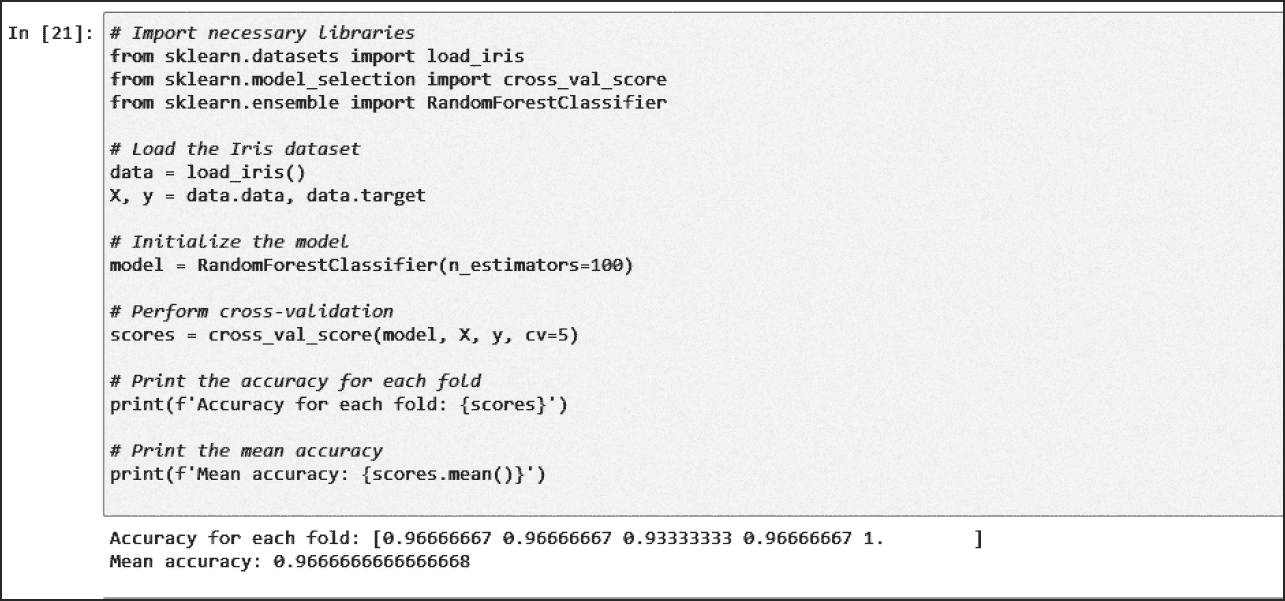 In [21]: # Import necessary libraries
from sklearn.datasets import load_iris
from sklearn.model_selection import cross_val_score
from sklearn.ensemble import RandomForestClassifier
# Load the Iris dataset
data = load_iris()
X, y = data.data, data.target
# Initialize the model
model = RandomForestClassifier(n_estimators=100)
# Perform cross-validation
scores = cross_val_score(model, X, y, cv=5)
# Print the accuracy for each fold
print(f'Accuracy for each fold: {scores}')
# Print the mean accuracy
print(f'Mean accuracy: {scores.mean()}')
Accuracy for each fold: [0.96666667 0.96666667 0.93333333 0.96666667 1.        ]
Mean accuracy: 0.9666666666666668